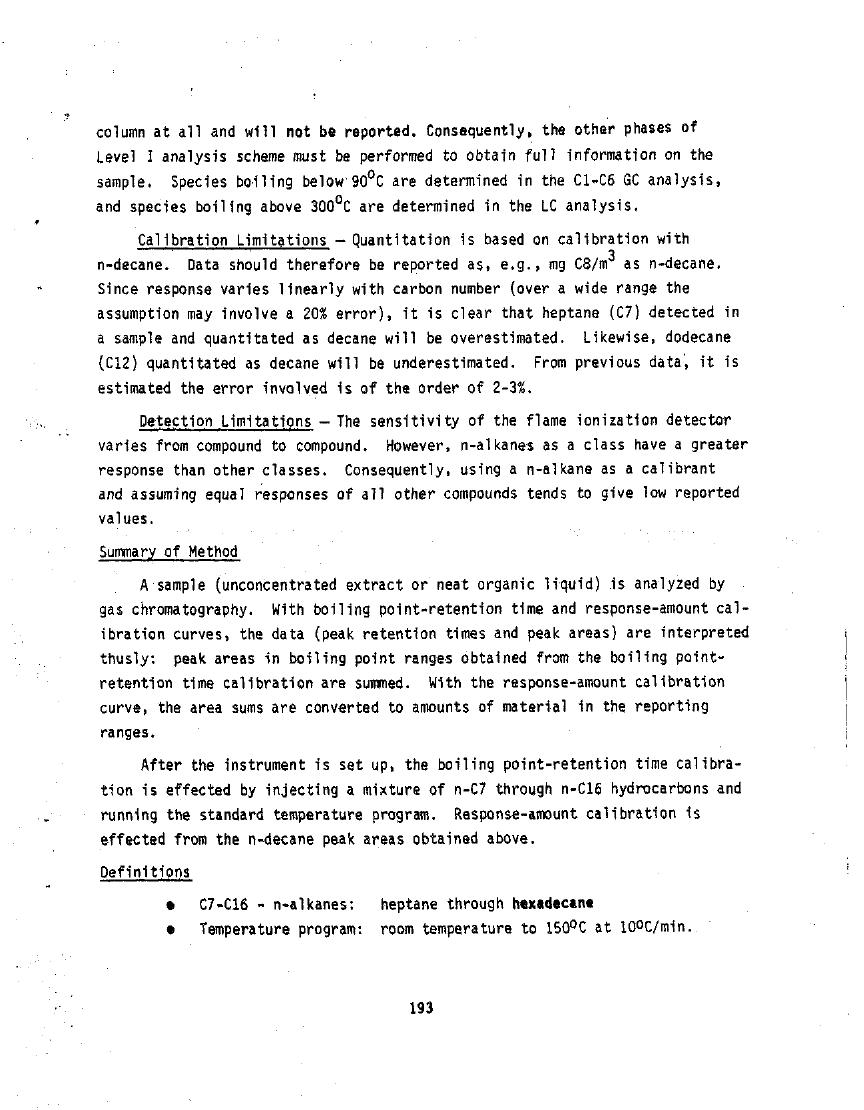 column at all and will not be reported. Consequently, the other phases of
Level I analysis scheme must be performed to obtain full information on the
sample. Species boiling below 90°C are determined in the C1-C6 GC analysis,
and species boiling above 300°C are determined in the LC analysis.
Calibration Limitations — Quantitation is based on calibration with
n-decane. Data should therefore be reported as, e.g., mg C8/m³ as n-decane.
Since response varies linearly with carbon number (over a wide range the
assumption may involve a 20% error), it is clear that heptane (C7) detected in
a sample and quantitated as decane will be overestimated. Likewise, dodecane
(C12) quantitated as decane will be underestimated. From previous data, it is
estimated the error involved is of the order of 2-3%.
Detection Limitations — The sensitivity of the flame ionization detector
varies from compound to compound. However, n-alkanes as a class have a greater
response than other classes. Consequently, using a n-alkane as a calibrant
and assuming equal responses of all other compounds tends to give low reported
values.
Summary of Method
A sample (unconcentrated extract or neat organic liquid) is analyzed by
gas chromatography. With boiling point-retention time and response-amount cal-
ibration curves, the data (peak retention times and peak areas) are interpreted
thusly: peak areas in boiling point ranges obtained from the boiling point-
retention time calibration are summed. With the response-amount calibration
curve, the area sums are converted to amounts of material in the reporting
ranges.
After the instrument is set up, the boiling point-retention time calibra-
tion is effected by injecting a mixture of n-C7 through n-C16 hydrocarbons and
running the standard temperature program. Response-amount calibration is
effected from the n-decane peak areas obtained above.
Definitions
● C7-C16 - n-alkanes: heptane through hexadecane
● Temperature program: room temperature to 150°C at 10°C/min.
193